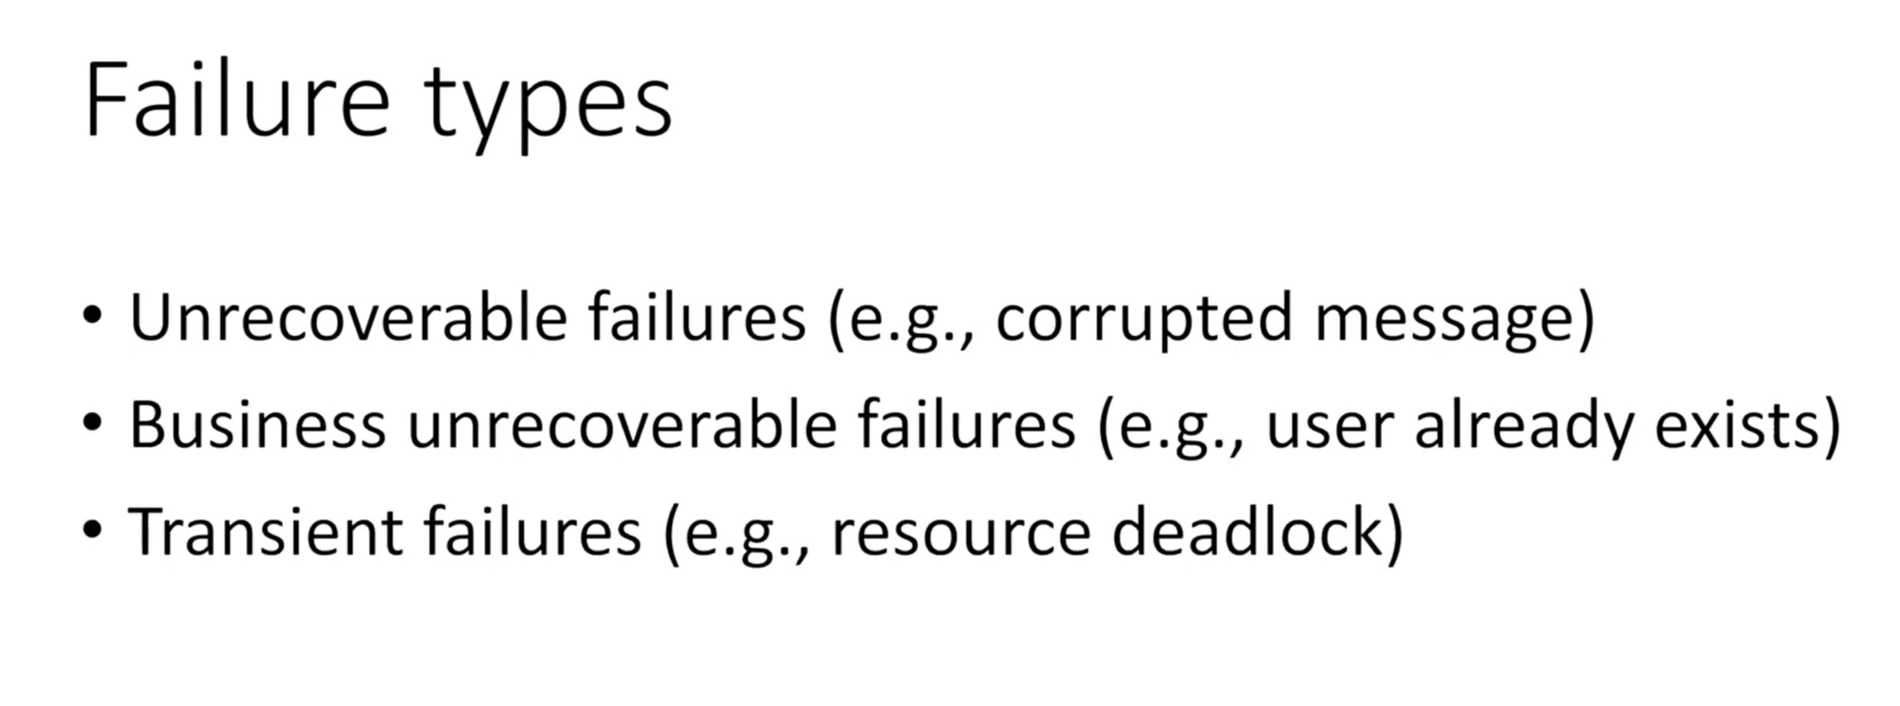 Failure types
• Unrecoverable failures (e.g., corrupted message)
• Business unrecoverable failures (e.g., user already exists)
• Transient failures (e.g., resource deadlock)